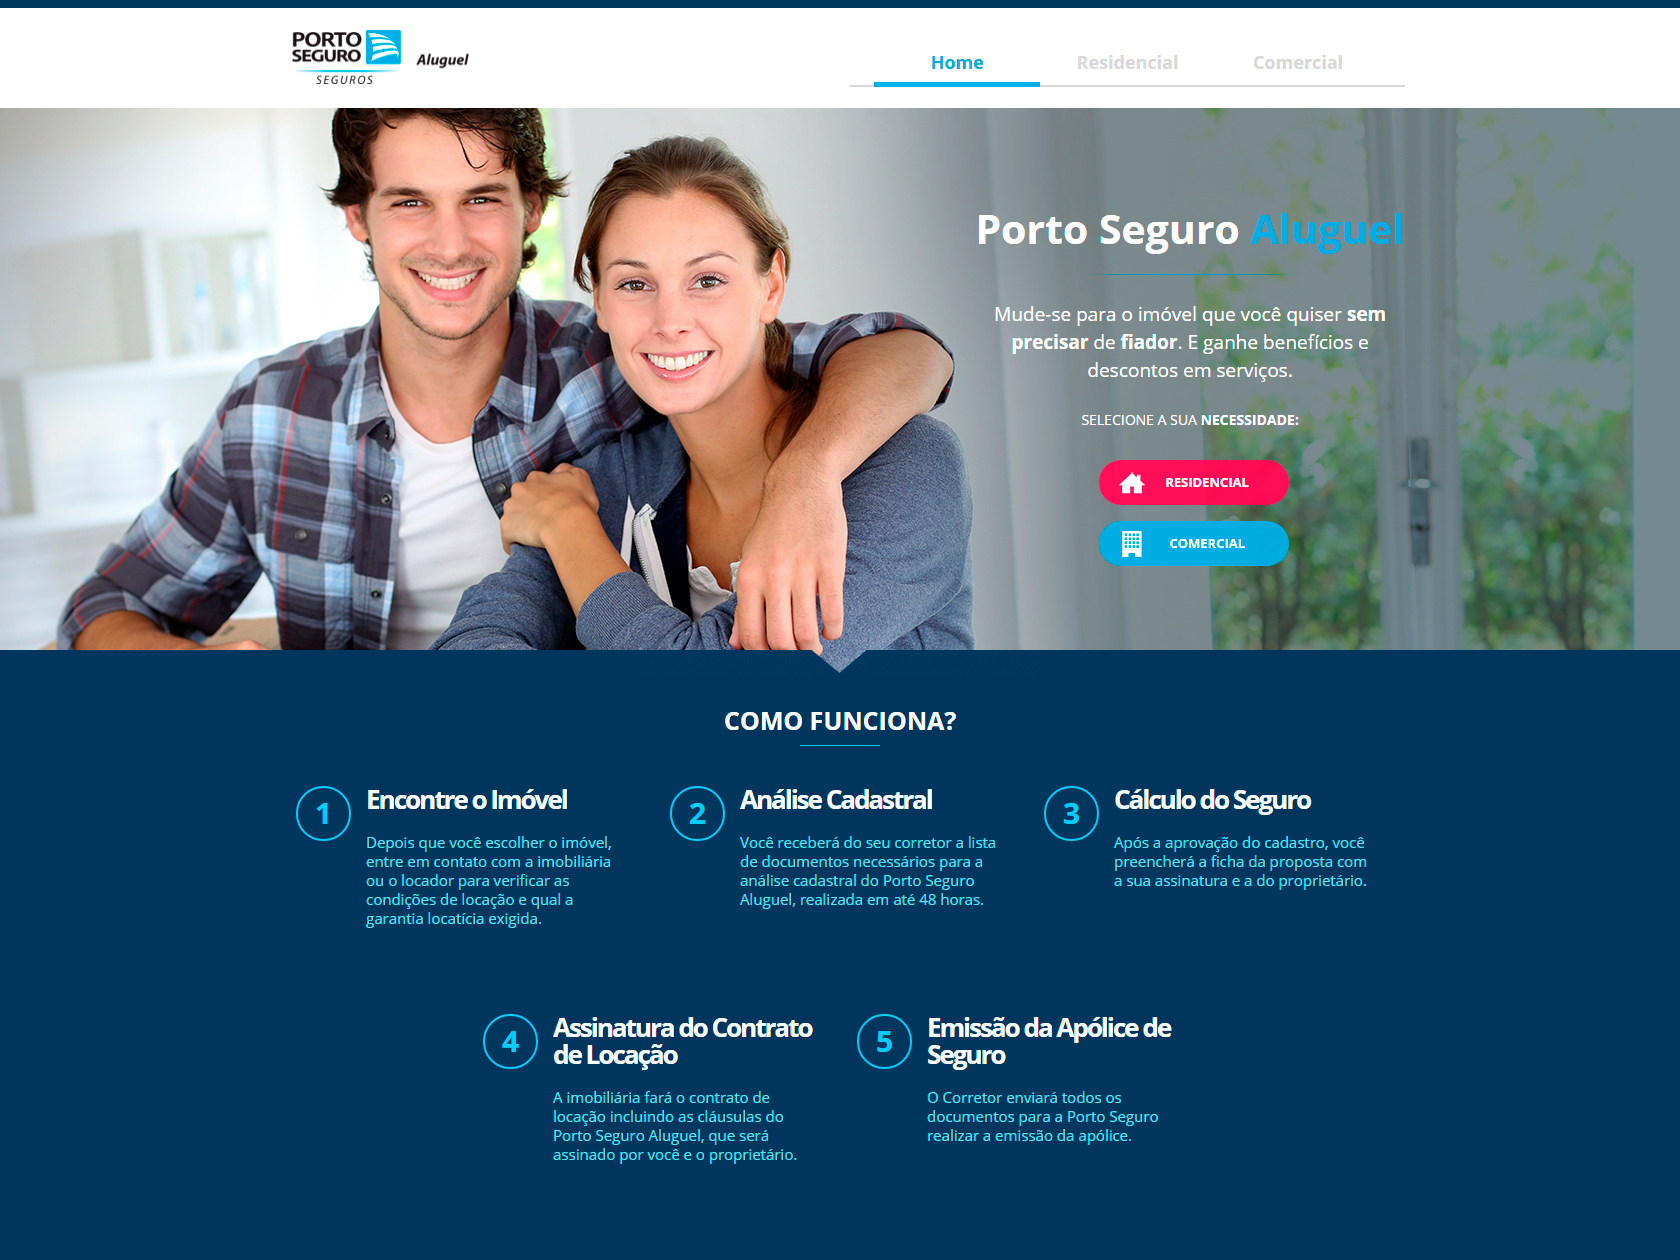 PORTO
SEGURO
SEGUROS
Aluguel
Home
Residencial
Comercial
Porto Seguro Aluguel
Mude-se para o imóvel que você quiser sem
precisar de fiador. E ganhe benefícios e
descontos em serviços.
SELECIONE A SUA NECESSIDADE:
RESIDENCIAL
COMERCIAL
COMO FUNCIONA?
1
Encontre o Imóvel
Depois que você escolher o imóvel,
entre em contato com a imobiliária
ou o locador para verificar as
condições de locação e qual a
garantia locatícia exigida.
2
Análise Cadastral
Você receberá do seu corretor a lista
de documentos necessários para a
análise cadastral do Porto Seguro
Aluguel, realizada em até 48 horas.
3
Cálculo do Seguro
Após a aprovação do cadastro, você
preencherá a ficha da proposta com
a sua assinatura e a do proprietário.
4
Assinatura do Contrato
de Locação
A imobiliária fará o contrato de
locação incluindo as cláusulas do
Porto Seguro Aluguel, que será
assinado por você e o proprietário.
5
Emissão da Apólice de
Seguro
O Corretor enviará todos os
documentos para a Porto Seguro
realizar a emissão da apólice.